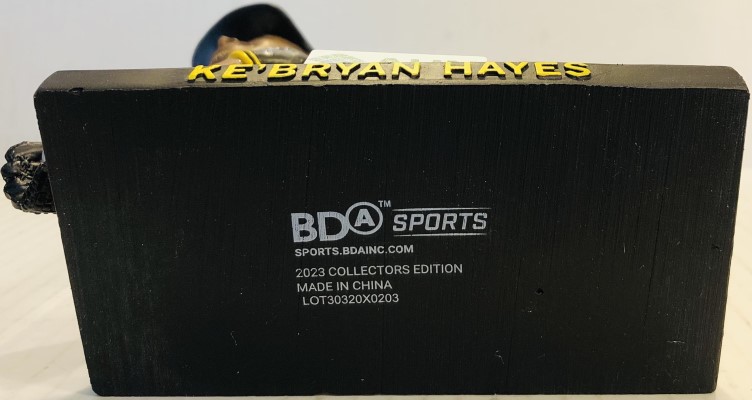 KE'BRYAN HAYES
BDA™ SPORTS
SPORTS.BDAINC.COM
2023 COLLECTORS EDITION
MADE IN CHINA
LOT30320X0203